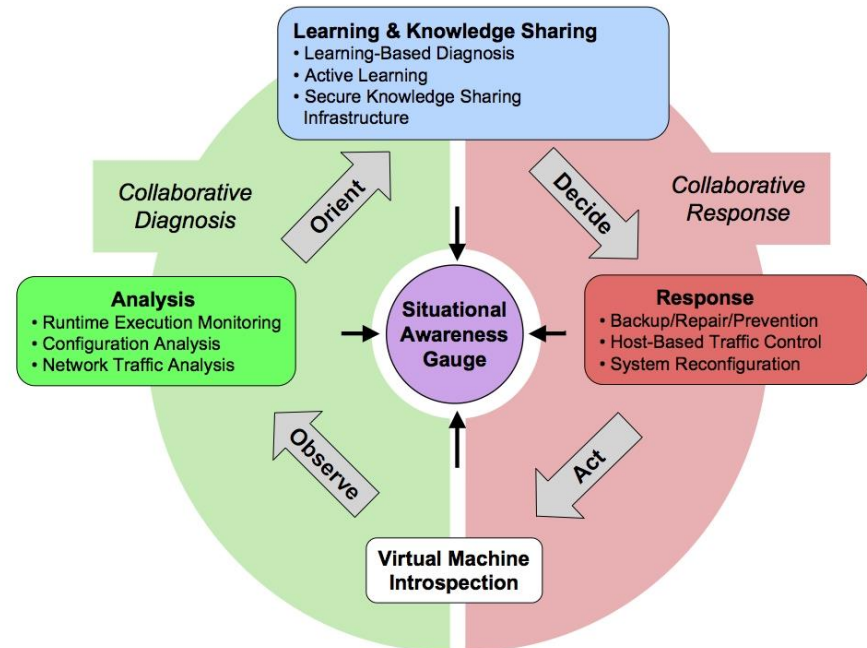 Learning & Knowledge Sharing
• Learning-Based Diagnosis
• Active Learning
• Secure Knowledge Sharing
Infrastructure
Collaborative
Diagnosis
Orient
Decide
Collaborative
Response
Analysis
• Runtime Execution Monitoring
• Configuration Analysis
• Network Traffic Analysis
Situational
Awareness
Gauge
Response
• Backup/Repair/Prevention
• Host-Based Traffic Control
• System Reconfiguration
Observe
Act
Virtual Machine
Introspection